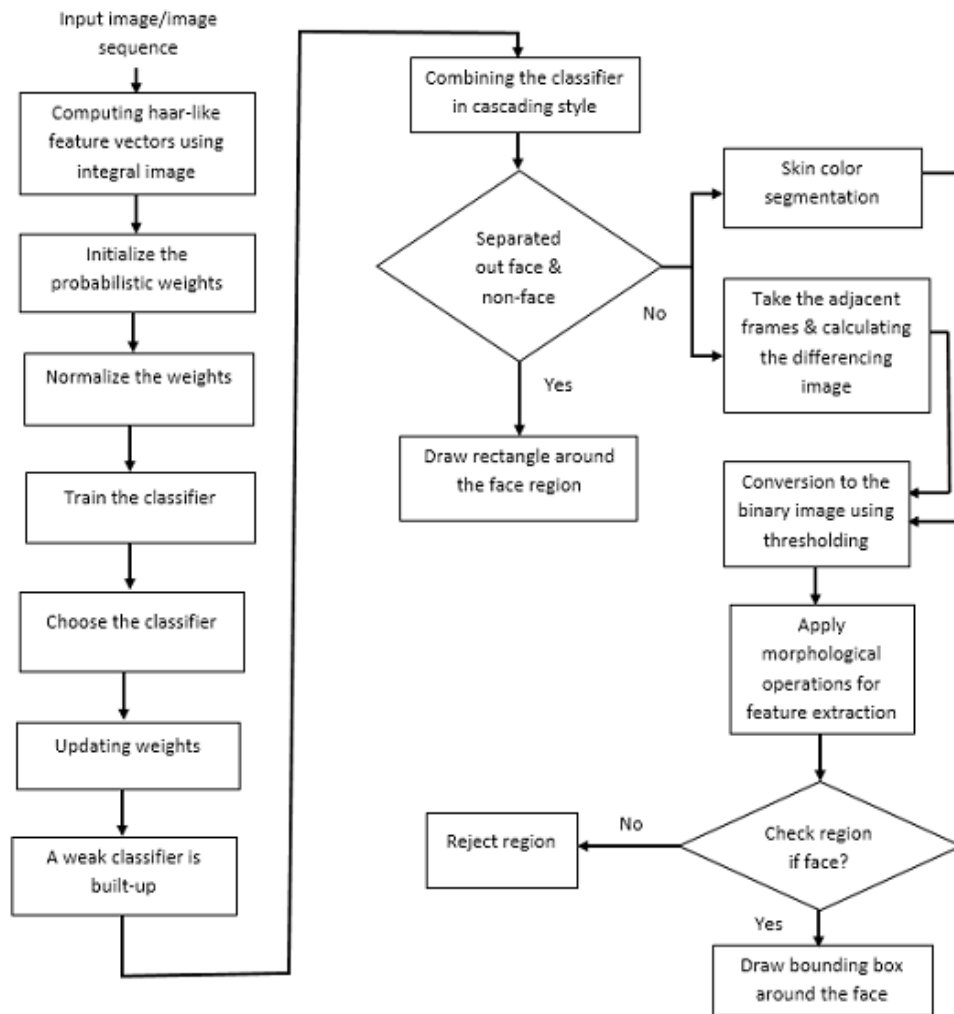 Input image/image
sequence
Computing haar-like
feature vectors using
integral image
Initialize the
probabilistic weights
Normalize the weights
Train the classifier
Choose the classifier
Updating weights
A weak classifier is
built-up
Combining the classifier
in cascading style
Separated
out face &
non-face
No
Yes
Draw rectangle around
the face region
Skin color
segmentation
Take the adjacent
frames & calculating
the differencing
image
Conversion to the
binary image using
thresholding
Apply
morphological
operations for
feature extraction
Check region
if face?
No
Reject region
Yes
Draw bounding box
around the face